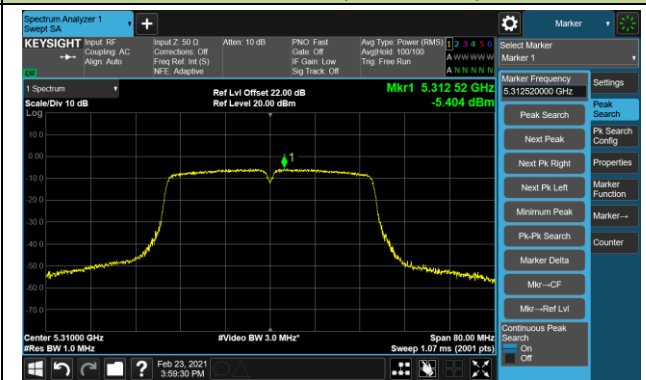 Spectrum Analyzer 1
Swept SA
+
Marker
KEYSIGHT
Input: RF
Coupling: AC
Align: Auto
Input Z: 50 Ω
Corrections: Off
Freq Ref: Int (S)
NFE: Adaptive
Atten: 10 dB
PNO: Fast
Gate: Off
IF Gain: Low
Sig Track: Off
Avg Type: Power (RMS)
Avg|Hold: 100/100
Trig: Free Run
1 2 3 4 5 6
A W W W W W
A N N N N N
Select Marker
Marker 1
LXI
1 Spectrum
Scale/Div 10 dB
Log
Ref Lvl Offset 22.00 dB
Ref Level 20.00 dBm
Mkr1 5.312 52 GHz
-5.404 dBm
10.0
0.00
-10.0
-20.0
-30.0
-40.0
-50.0
-60.0
-70.0
1
Center 5.31000 GHz
#Res BW 1.0 MHz
#Video BW 3.0 MHz*
Span 80.00 MHz
Sweep 1.07 ms (2001 pts)
Marker Frequency
5.312520000 GHz
Peak Search
Next Peak
Next Pk Right
Next Pk Left
Minimum Peak
Pk-Pk Search
Marker Delta
Mkr→CF
Mkr→Ref Lvl
Continuous Peak
Search
On
Off
Settings
Peak
Search
Pk Search
Config
Properties
Marker
Function
Marker→
Counter
?
Feb 23, 2021
3:59:30 PM